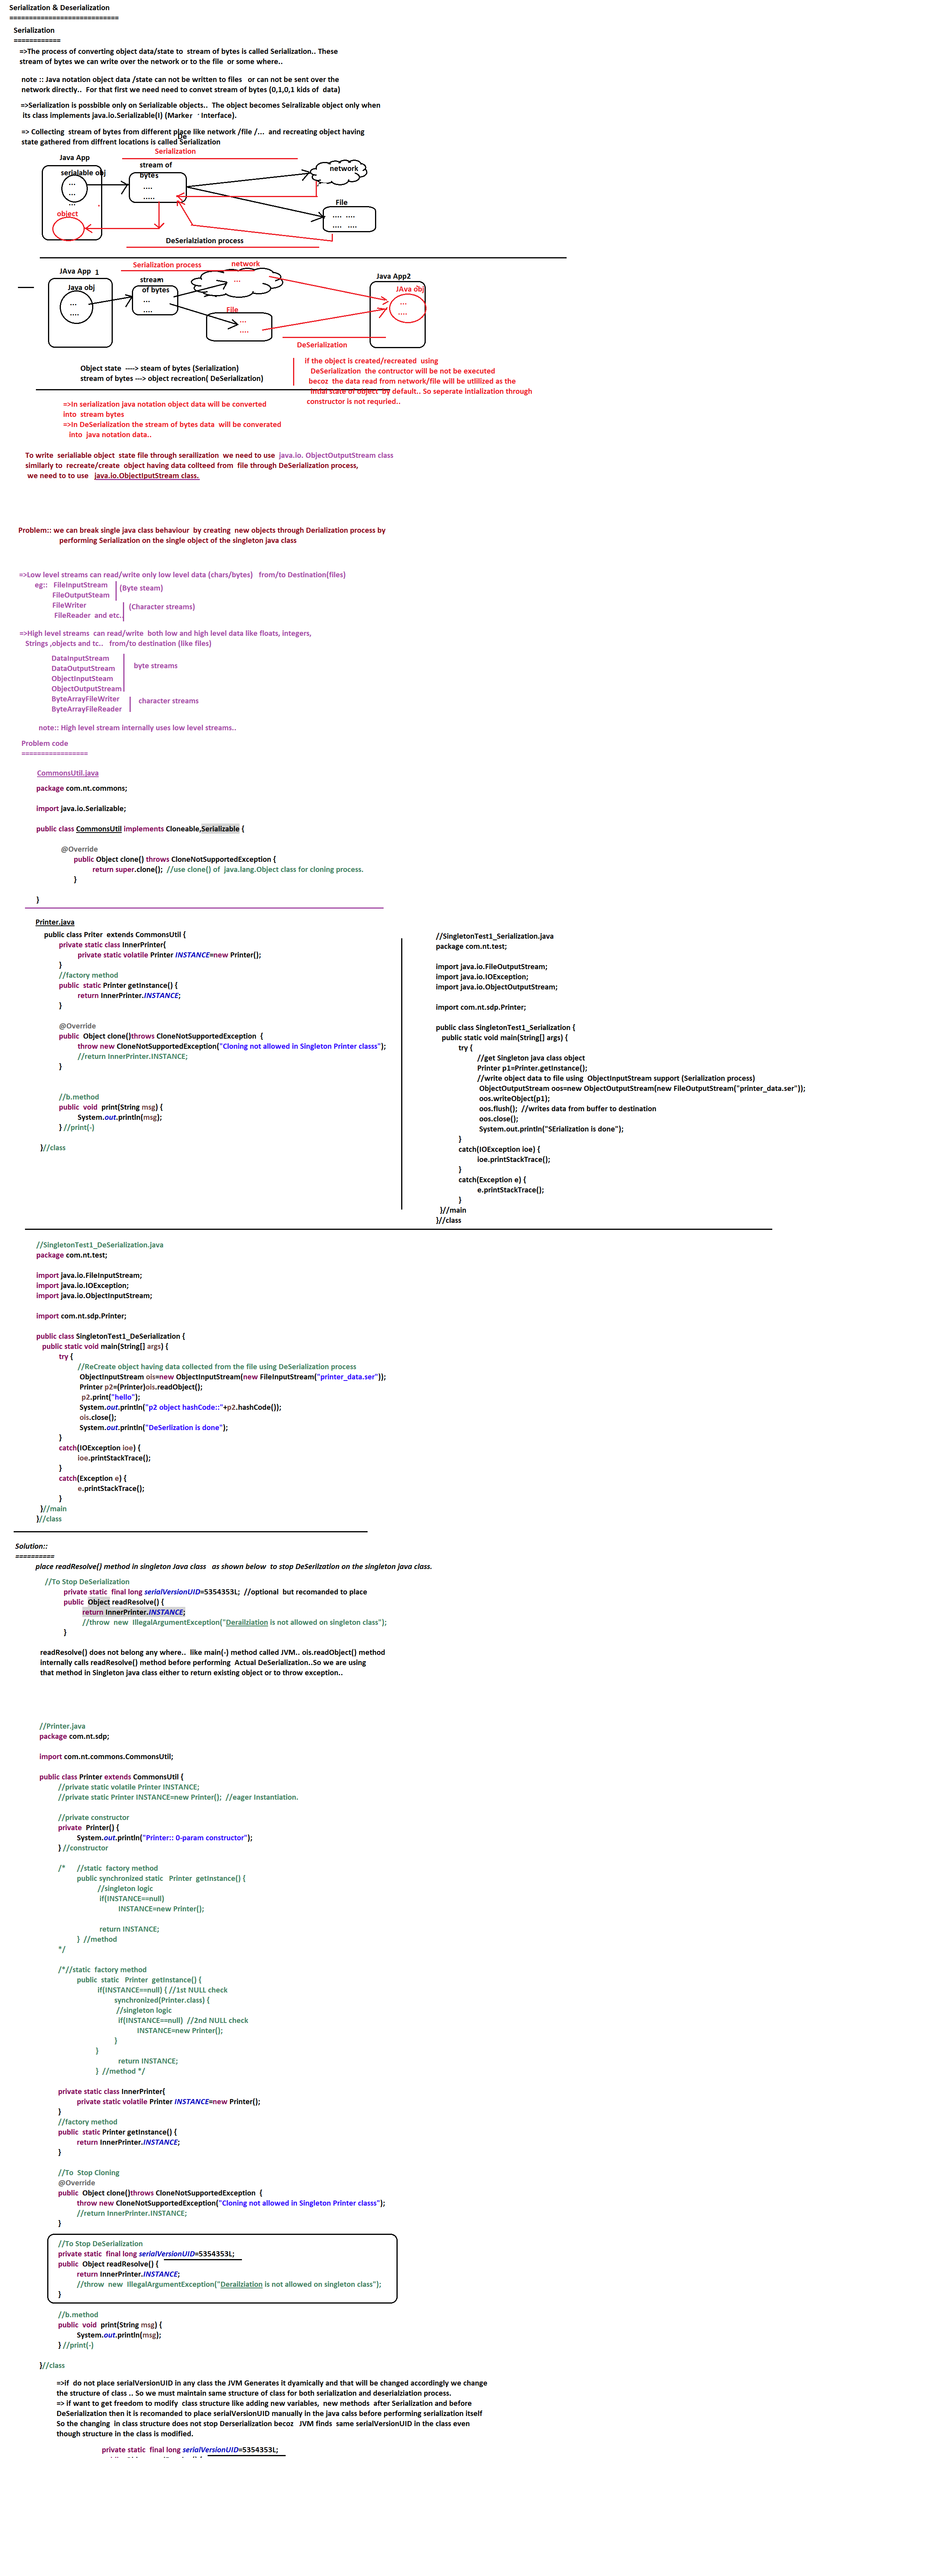 Serialization & Deserialization
============================
Serialization
============
=>The process of converting object data/state to  stream of bytes is called Serialization.. These
stream of bytes we can write over the network or to the file  or some where..
note :: Java notation object data /state can not be written to files   or can not be sent over the
network directly..  For that first we need need to convet stream of bytes (0,1,0,1 kids of  data)
=>Serialization is possbible only on Serializable objects..  The object becomes Seiralizable object only when
its class implements java.io.Serializable(I) (Marker  Interface).
=> Collecting  stream of bytes from different place like network /file /...  and recreating object having
De
state gathered from diffrent locations is called Serialization
Serialization
Java App
stream of
bytes
network
serialable obj
...
...
...
....
.....
File
object
....  ....
....   ....
DeSerialziation process
Serialization process
network
JAva App  1
stream
of bytes
Java App2
Java obj
JAva obj
...
....
...
....
...
File
...
....
...
....
DeSerialization
Object state  ----> steam of bytes (Serialization)
stream of bytes ---> object recreation( DeSerialization)
if the object is created/recreated  using
DeSerialization  the contructor will be not be executed
becoz  the data read from network/file will be utlilized as the
intial state of object  by default.. So seperate intialization through
constructor is not requried..
=>In serialization java notation object data will be converted
into  stream bytes
=>In DeSerialization the stream of bytes data  will be converated
into  java notation data..
To write  serialiable object  state file through serailization  we need to use  java.io. ObjectOutputStream class
similarly to  recreate/create  object having data collteed from  file through DeSerialization process,
we need to to use   java.io.ObjectIputStream class.
Problem:: we can break single java class behaviour  by creating  new objects through Derialization process by
performing Serialization on the single object of the singleton java class
=>Low level streams can read/write only low level data (chars/bytes)   from/to Destination(files)
eg::   FileInputStream
FileOutputSteam
(Byte steam)
FileWriter
FileReader  and etc..
(Character streams)
=>High level streams  can read/write  both low and high level data like floats, integers,
Strings ,objects and tc..   from/to destination (like files)
DataInputStream
DataOutputStream
ObjectInputSteam
ObjectOutputStream
byte streams
ByteArrayFileWriter
ByteArrayFileReader
character streams
note:: High level stream internally uses low level streams..
Problem code
=================
CommonsUtil.java
package com.nt.commons;
import java.io.Serializable;
public class CommonsUtil implements Cloneable,Serializable {
@Override
public Object clone() throws CloneNotSupportedException {
return super.clone();  //use clone() of  java.lang.Object class for cloning process.
}
}
Printer.java
public class Priter  extends CommonsUtil {
private static class InnerPrinter{
private static volatile Printer INSTANCE=new Printer();
}
//factory method
public  static Printer getInstance() {
return InnerPrinter.INSTANCE;
}
@Override
public  Object clone()throws CloneNotSupportedException  {
throw new CloneNotSupportedException("Cloning not allowed in Singleton Printer classs");
//return InnerPrinter.INSTANCE;
}
//b.method
public  void  print(String msg) {
System.out.println(msg);
} //print(-)
}//class
//SingletonTest1_Serialization.java
package com.nt.test;
import java.io.FileOutputStream;
import java.io.IOException;
import java.io.ObjectOutputStream;
import com.nt.sdp.Printer;
public class SingletonTest1_Serialization {
public static void main(String[] args) {
try {
//get Singleton java class object
Printer p1=Printer.getInstance();
//write object data to file using  ObjectInputStream support (Serialization process)
ObjectOutputStream oos=new ObjectOutputStream(new FileOutputStream("printer_data.ser"));
oos.writeObject(p1);
oos.flush();  //writes data from buffer to destination
oos.close();
System.out.println("SErialization is done");
}
catch(IOException ioe) {
ioe.printStackTrace();
}
catch(Exception e) {
e.printStackTrace();
}
}//main
}//class
//SingletonTest1_DeSerialization.java
package com.nt.test;
import java.io.FileInputStream;
import java.io.IOException;
import java.io.ObjectInputStream;
import com.nt.sdp.Printer;
public class SingletonTest1_DeSerialization {
public static void main(String[] args) {
try {
//ReCreate object having data collected from the file using DeSerialization process
ObjectInputStream ois=new ObjectInputStream(new FileInputStream("printer_data.ser"));
Printer p2=(Printer)ois.readObject();
p2.print("hello");
System.out.println("p2 object hashCode::"+p2.hashCode());
ois.close();
System.out.println("DeSerlization is done");
}
catch(IOException ioe) {
ioe.printStackTrace();
}
catch(Exception e) {
e.printStackTrace();
}
}//main
}//class
Solution::
==========
place readResolve() method in singleton Java class   as shown below  to stop DeSerilzation on the singleton java class.
//To Stop DeSerialization
private static  final long serialVersionUID=5354353L;  //optional  but recomanded to place
public  Object readResolve() {
return InnerPrinter.INSTANCE;
//throw  new  IllegalArgumentException("Derailziation is not allowed on singleton class");
}
readResolve() does not belong any where..  like main(-) method called JVM.. ois.readObject() method
internally calls readResolve() method before performing  Actual DeSerialization..So we are using
that method in Singleton java class either to return existing object or to throw exception..
//Printer.java
package com.nt.sdp;
import com.nt.commons.CommonsUtil;
public class Printer extends CommonsUtil {
//private static volatile Printer INSTANCE;
//private static Printer INSTANCE=new Printer();  //eager Instantiation.
//private constructor
private  Printer() {
System.out.println("Printer:: 0-param constructor");
} //constructor
/*      //static  factory method
public synchronized static   Printer  getInstance() {
//singleton logic
if(INSTANCE==null)
INSTANCE=new Printer();
return INSTANCE;
}  //method
*/
/*//static  factory method
public  static   Printer  getInstance() {
if(INSTANCE==null) { //1st NULL check
synchronized(Printer.class) {
//singleton logic
if(INSTANCE==null)  //2nd NULL check
INSTANCE=new Printer();
}
}
return INSTANCE;
}  //method */
private static class InnerPrinter{
private static volatile Printer INSTANCE=new Printer();
}
//factory method
public  static Printer getInstance() {
return InnerPrinter.INSTANCE;
}
//To  Stop Cloning
@Override
public  Object clone()throws CloneNotSupportedException  {
throw new CloneNotSupportedException("Cloning not allowed in Singleton Printer classs");
//return InnerPrinter.INSTANCE;
}
//To Stop DeSerialization
private static  final long serialVersionUID=5354353L;
public  Object readResolve() {
return InnerPrinter.INSTANCE;
//throw  new  IllegalArgumentException("Derailziation is not allowed on singleton class");
}
//b.method
public  void  print(String msg) {
System.out.println(msg);
} //print(-)
}//class
=>if  do not place serialVersionUID in any class the JVM Generates it dyamically and that will be changed accordingly we change
the structure of class .. So we must maintain same structure of class for both serialization and deserialziation process.
=> if want to get freedom to modify  class structure like adding new variables,  new methods  after Serialization and before
DeSerialization then it is recomanded to place serialVersionUID manually in the java calss before performing serialization itself
So the changing  in class structure does not stop Derserialization becoz   JVM finds  same serialVersionUID in the class even
though structure in the class is modified.
private static  final long serialVersionUID=5354353L;